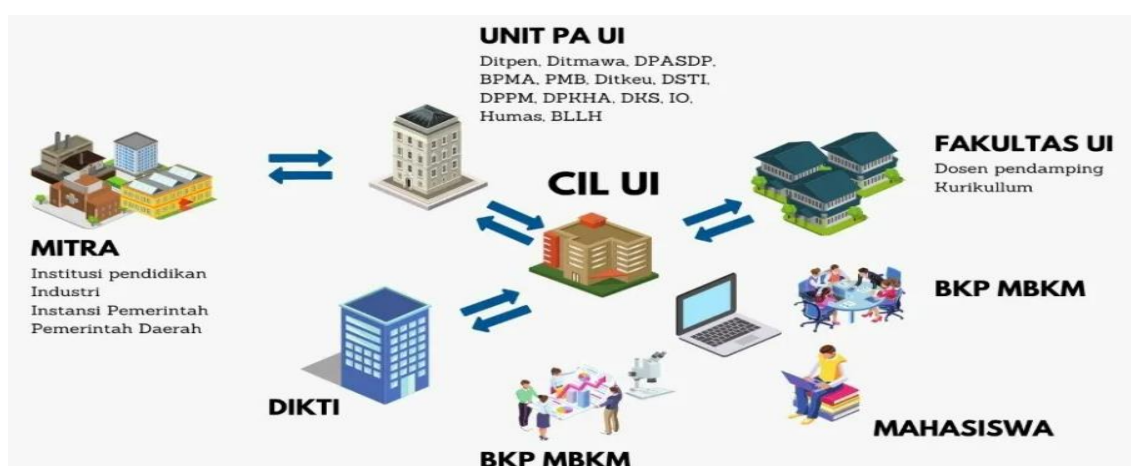 UNIT PA UI
Ditpen, Ditmawa, DPASDP,
BPMA, PMB, Ditkeu, DSTI,
DPPM, DPKHA, DKS, IO,
Humas, BLLH
MITRA
Institusi pendidikan
Industri
Instansi Pemerintah
Pemerintah Daerah
CIL UI
FAKULTAS UI
Dosen pendamping
Kurikullum
BKP MBKM
DIKTI
MAHASISWA
BKP MBKM